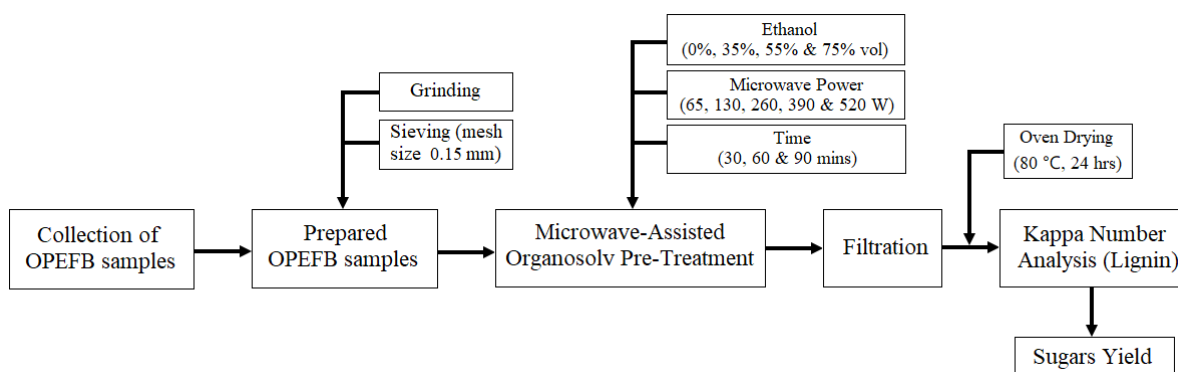 Ethanol
(0%, 35%, 55% & 75% vol)
Grinding
Microwave Power
(65, 130, 260, 390 & 520 W)
Sieving (mesh
size 0.15 mm)
Time
(30, 60 & 90 mins)
Oven Drying
(80 ℃, 24 hrs)
Collection of
OPEFB samples
Prepared
OPEFB samples
Microwave-Assisted
Organosolv Pre-Treatment
Filtration
Kappa Number
Analysis (Lignin)
Sugars Yield